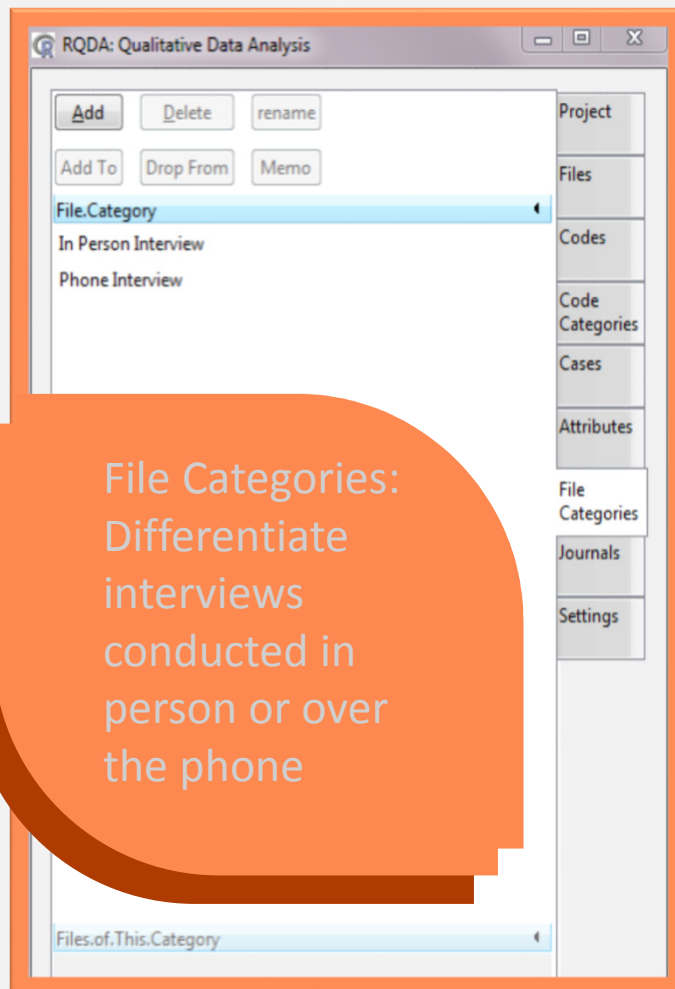 RQDA: Qualitative Data Analysis
Add Delete rename
Add To Drop From Memo
File.Category
In Person Interview
Phone Interview
Project
Files
Codes
Code
Categories
Cases
Attributes
File
Categories
Journals
Settings
File Categories:
Differentiate
interviews
conducted in
person or over
the phone
Files.of.This.Category